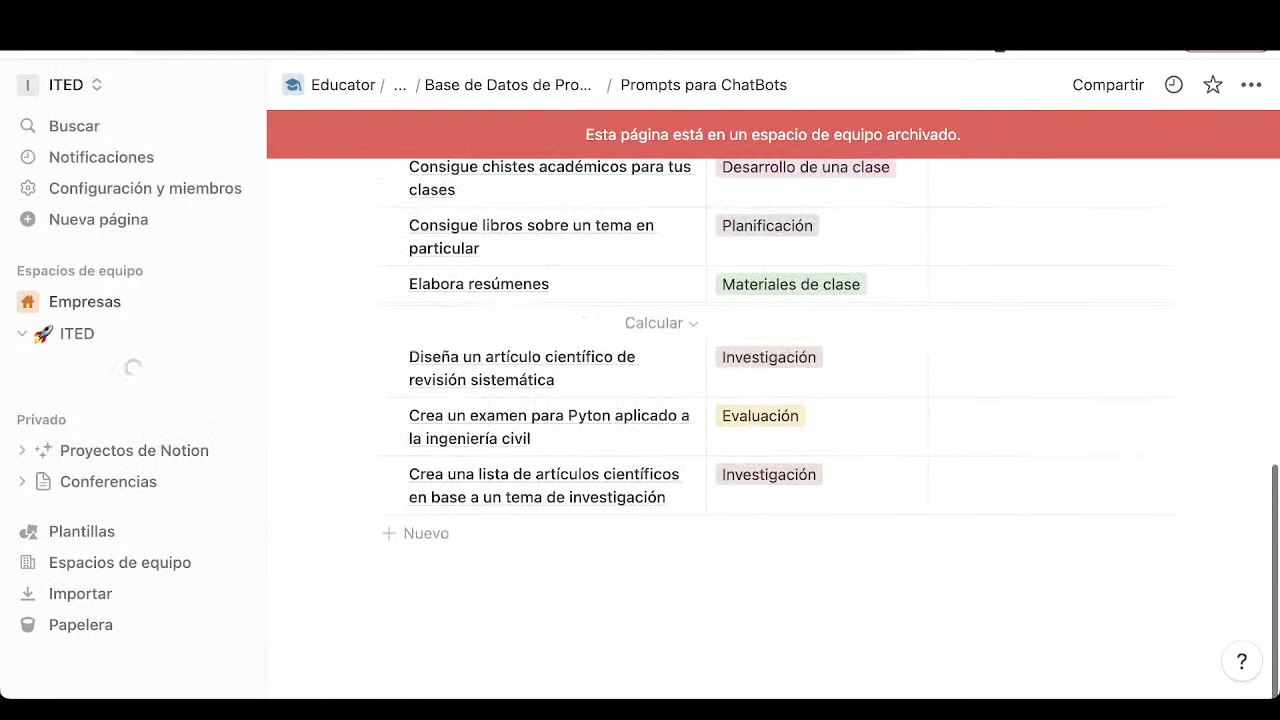 ITED
Buscar
Notificaciones
Configuración y miembros
Nueva página
Espacios de equipo
Empresas
ITED
Privado
Proyectos de Notion
Conferencias
Plantillas
Espacios de equipo
Importar
Papelera
Educator / ... / Base de Datos de Pro... / Prompts para ChatBots
Compartir
Esta página está en un espacio de equipo archivado.
Consigue chistes académicos para tus
clases
Desarrollo de una clase
Consigue libros sobre un tema en
particular
Planificación
Elabora resúmenes
Materiales de clase
Calcular
Diseña un artículo científico de
revisión sistemática
Investigación
Crea un examen para Pyton aplicado a
la ingeniería civil
Evaluación
Crea una lista de artículos científicos
en base a un tema de investigación
Investigación
+ Nuevo
?